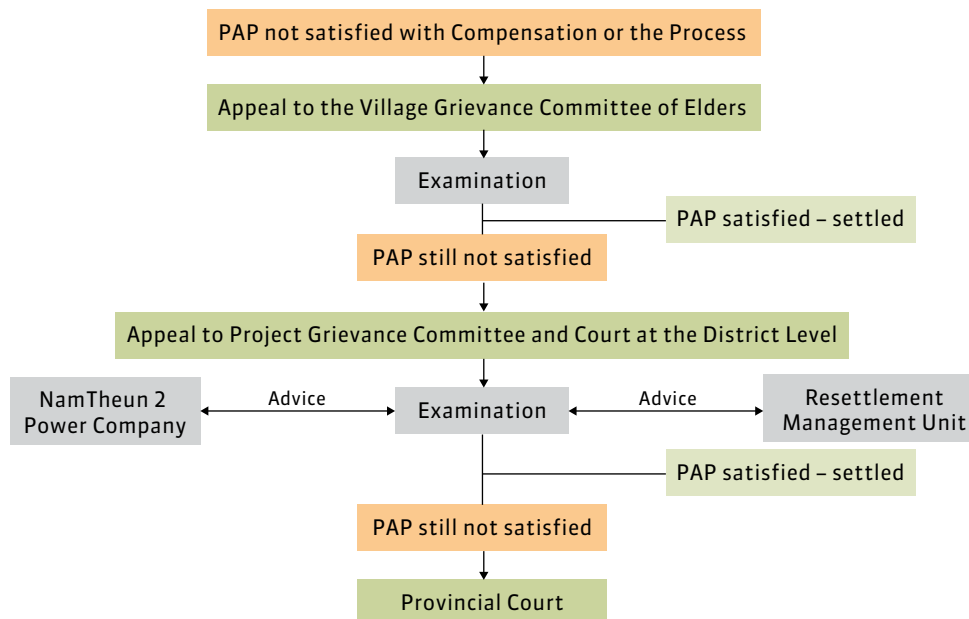 PAP not satisfied with Compensation or the Process
Appeal to the Village Grievance Committee of Elders
Examination
PAP satisfied – settled
PAP still not satisfied
Appeal to Project Grievance Committee and Court at the District Level
NamTheun 2
Power Company
Advice
Examination
Advice
Resettlement
Management Unit
PAP satisfied – settled
PAP still not satisfied
Provincial Court